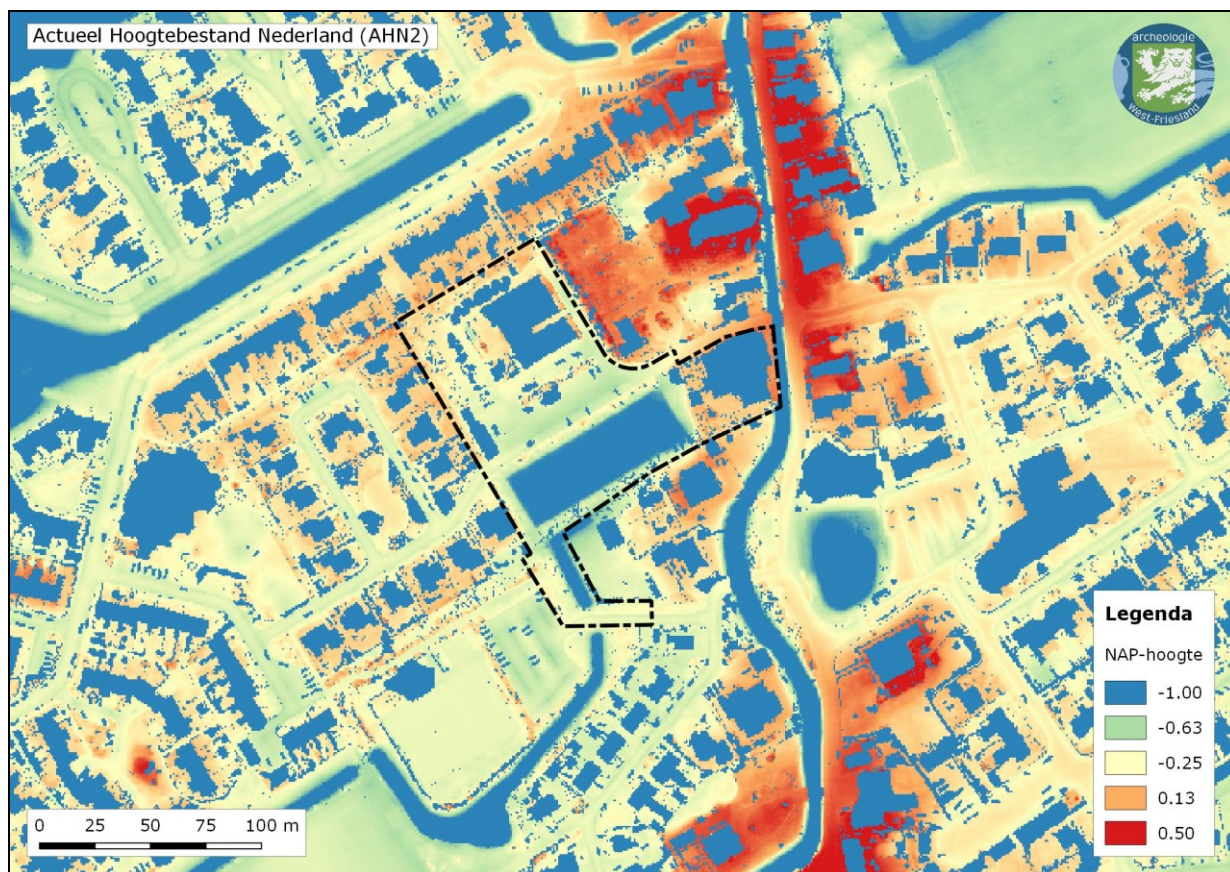 Actueel Hoogtebestand Nederland (AHN2)
archeologie
West-Friesland
Legenda
NAP-hoogte
-1.00
-0.63
-0.25
0.13
0.50
0 25 50 75 100 m